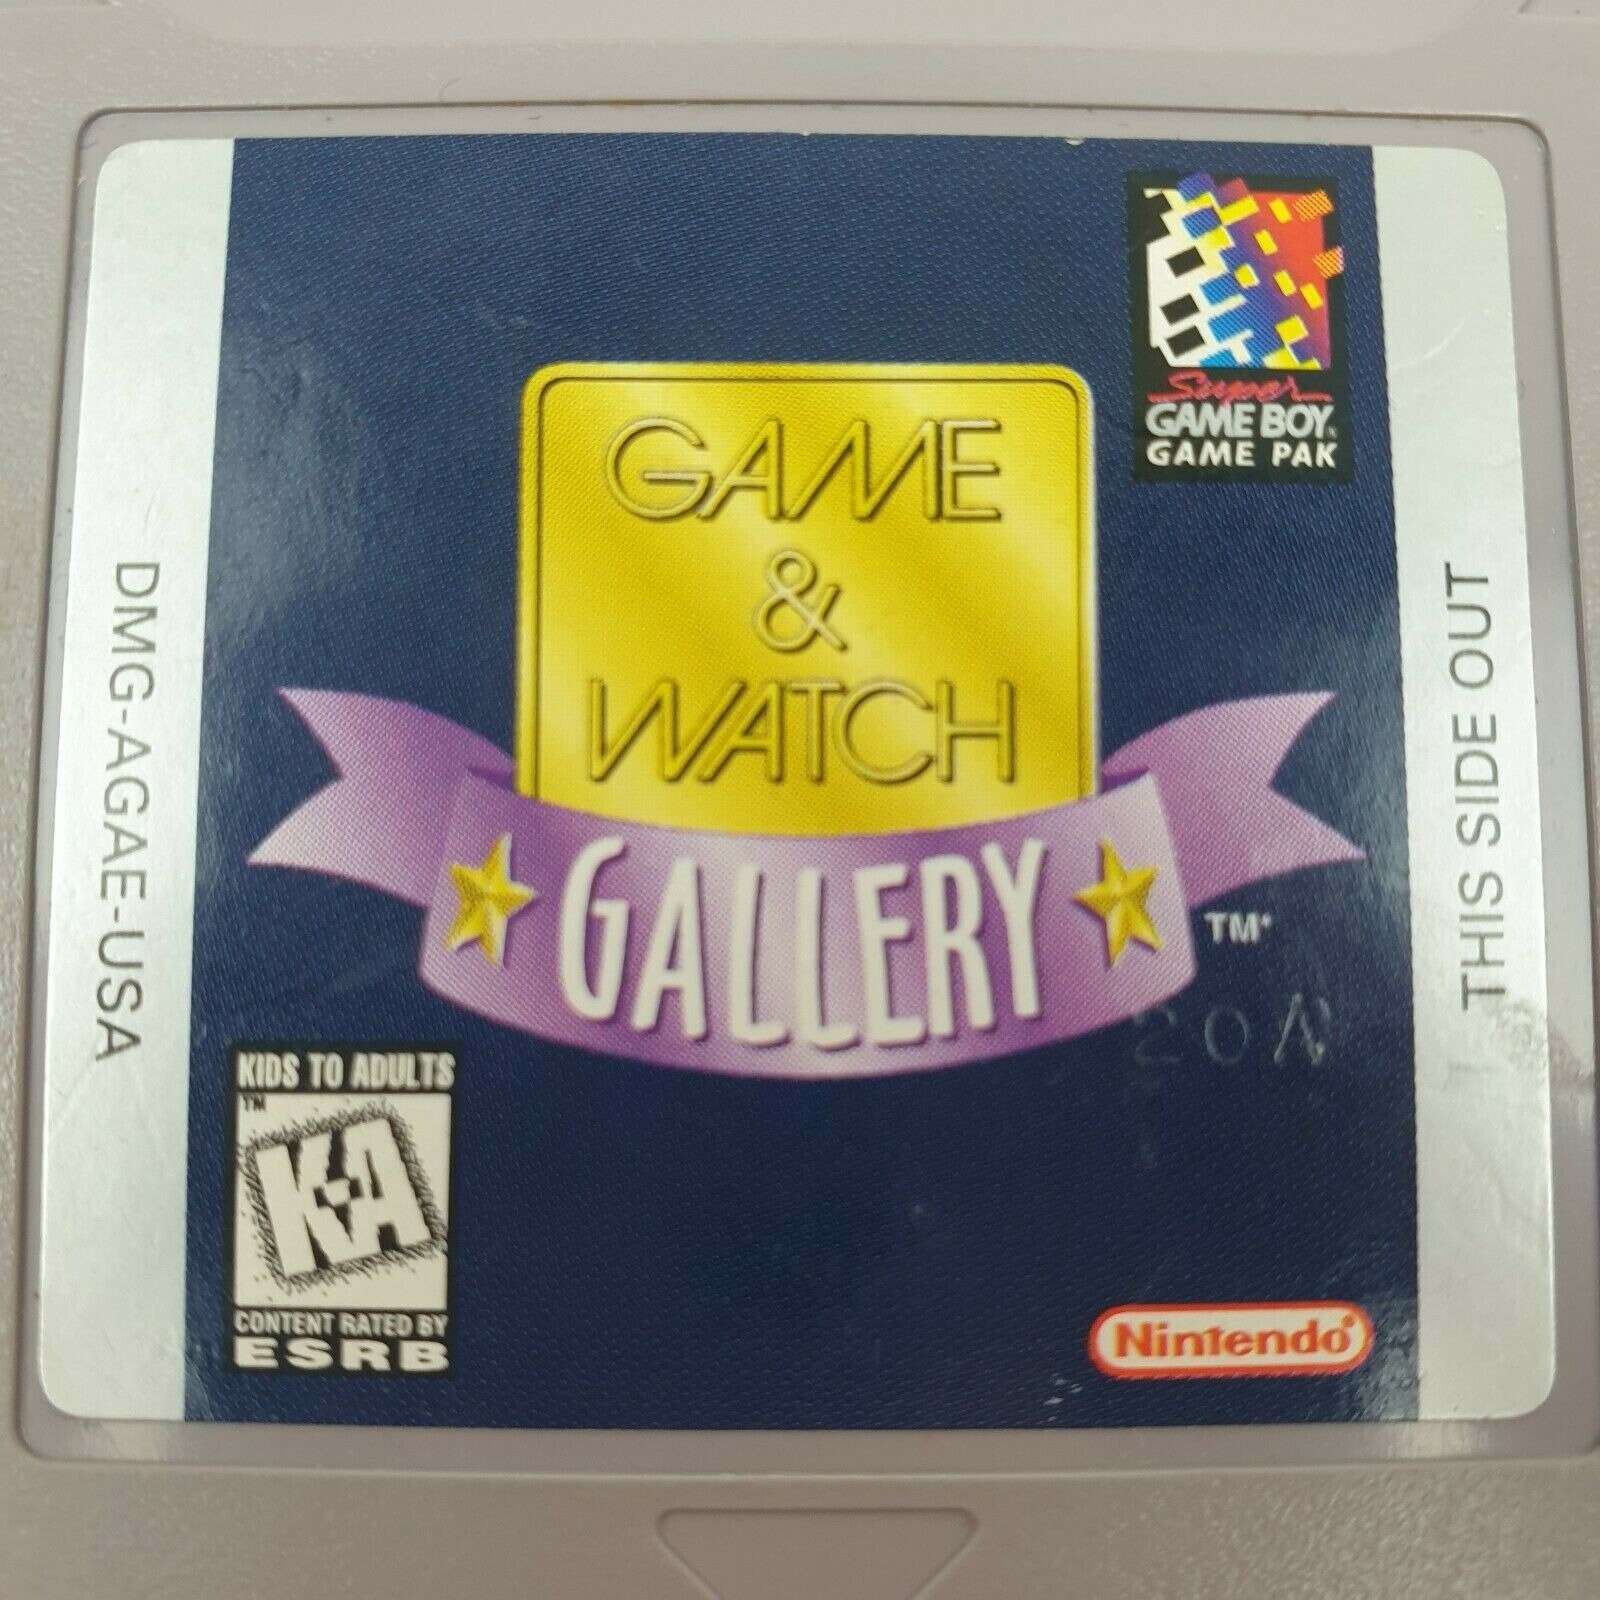 Super
GAME BOY®
GAME PAK
GAME
&
WATCH
GALLERY
TM*
DMG-AGAE-USA
THIS SIDE OUT
KIDS TO ADULTS
TM
K-A
CONTENT RATED BY
ESRB
Nintendo®